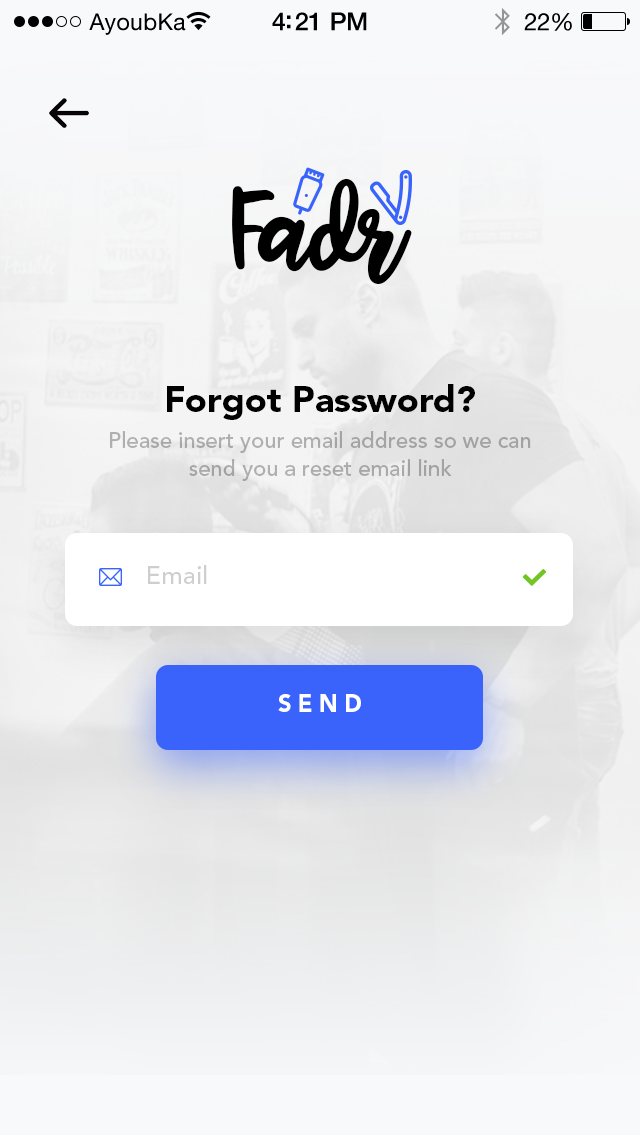 AyoubKa 4:21 PM 22%
Fadr
Forgot Password?
Please insert your email address so we can
send you a reset email link
Email
SEND